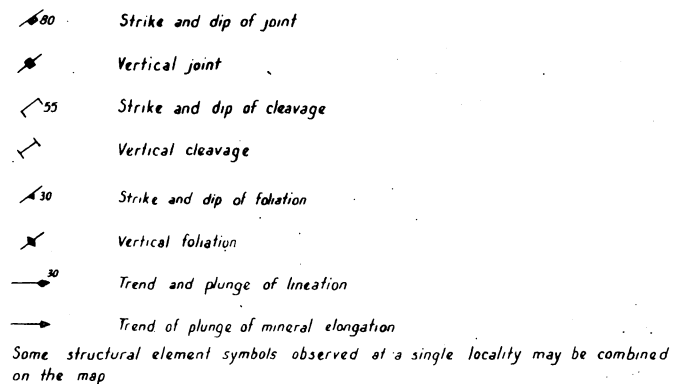 80 Strike and dip of joint
Vertical joint
55 Strike and dip of cleavage
Vertical cleavage
30 Strike and dip of foliation
Vertical foliation
30 Trend and plunge of lineation
Trend of plunge of mineral elongation
Some structural element symbols observed at a single locality may be combined
on the map